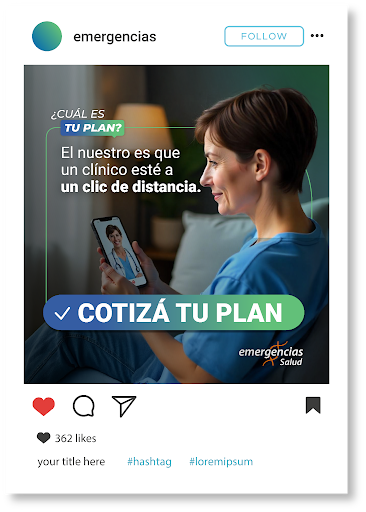 emergencias
FOLLOW
¿CUÁL ES
TU PLAN?
El nuestro es que
un clínico esté a
un clic de distancia.
COTIZÁ TU PLAN
emergencias
Salud
362 likes
your title here #hashtag #loremipsum